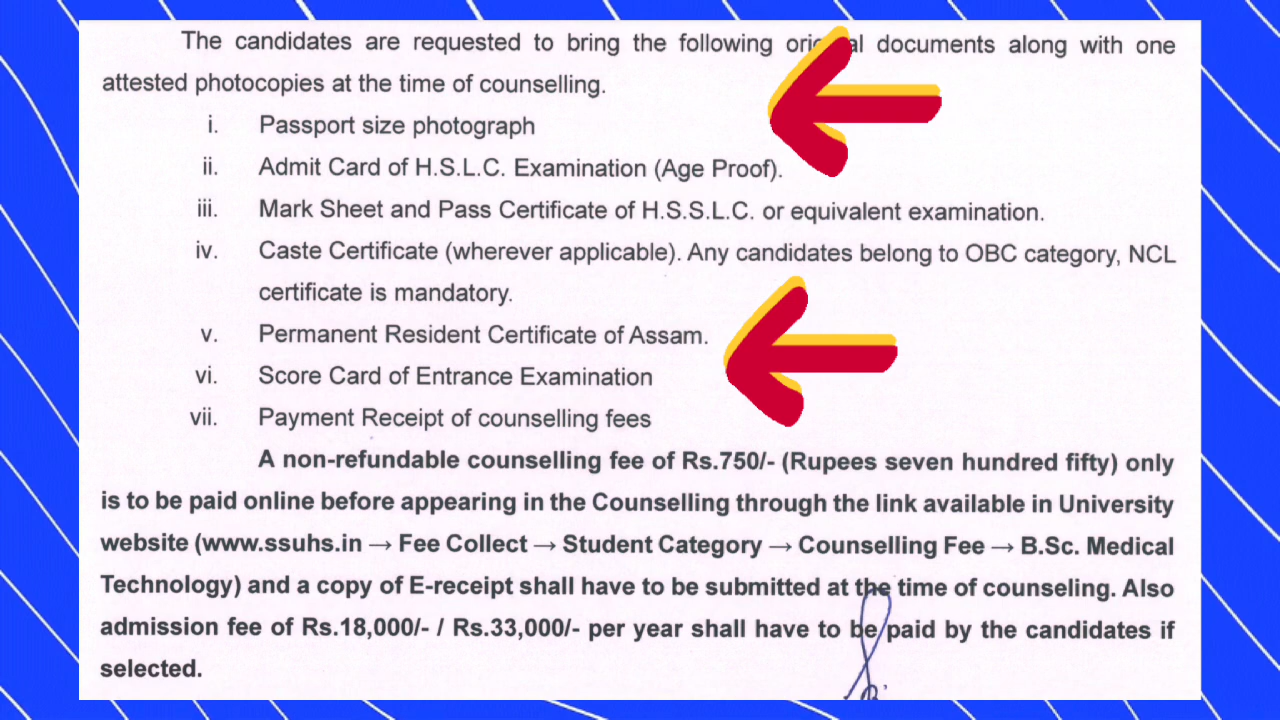 The candidates are requested to bring the following original documents along with one
attested photocopies at the time of counselling.
i. Passport size photograph
ii. Admit Card of H.S.L.C. Examination (Age Proof).
iii. Mark Sheet and Pass Certificate of H.S.S.L.C. or equivalent examination.
iv. Caste Certificate (wherever applicable). Any candidates belong to OBC category, NCL
certificate is mandatory.
v. Permanent Resident Certificate of Assam.
vi. Score Card of Entrance Examination
vii. Payment Receipt of counselling fees
A non-refundable counselling fee of Rs.750/- (Rupees seven hundred fifty) only
is to be paid online before appearing in the Counselling through the link available in University
website (www.ssuhs.in → Fee Collect → Student Category → Counselling Fee → B.Sc. Medical
Technology) and a copy of E-receipt shall have to be submitted at the time of counseling. Also
admission fee of Rs.18,000/- / Rs.33,000/- per year shall have to be paid by the candidates if
selected.